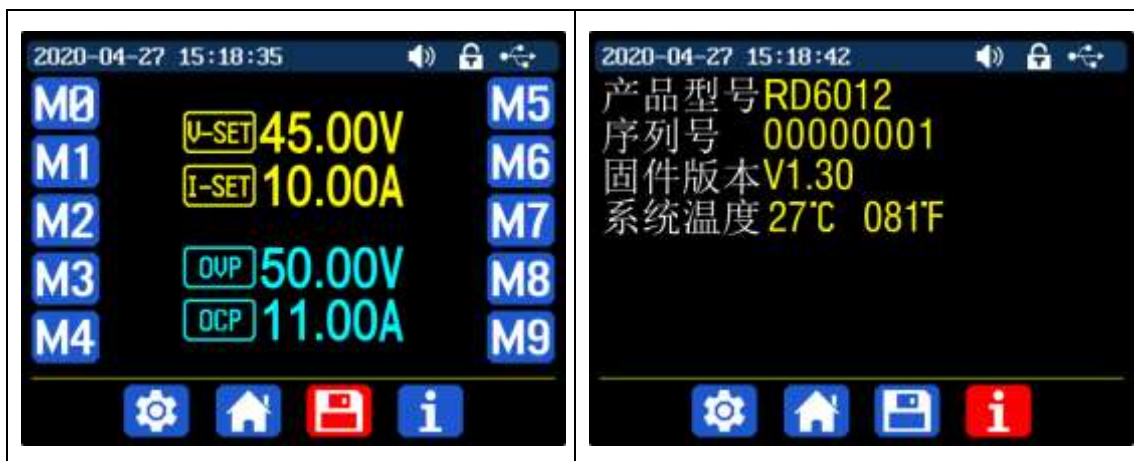 2020-04-27 15:18:35
M0
M1
M2
M3
M4
V-SET 45.00V
I-SET 10.00A
OVP 50.00V
OCP 11.00A
M5
M6
M7
M8
M9
i
2020-04-27 15:18:42
产品型号 RD6012
序列号 00000001
固件版本 V1.30
系统温度 27℃ 081℉
i